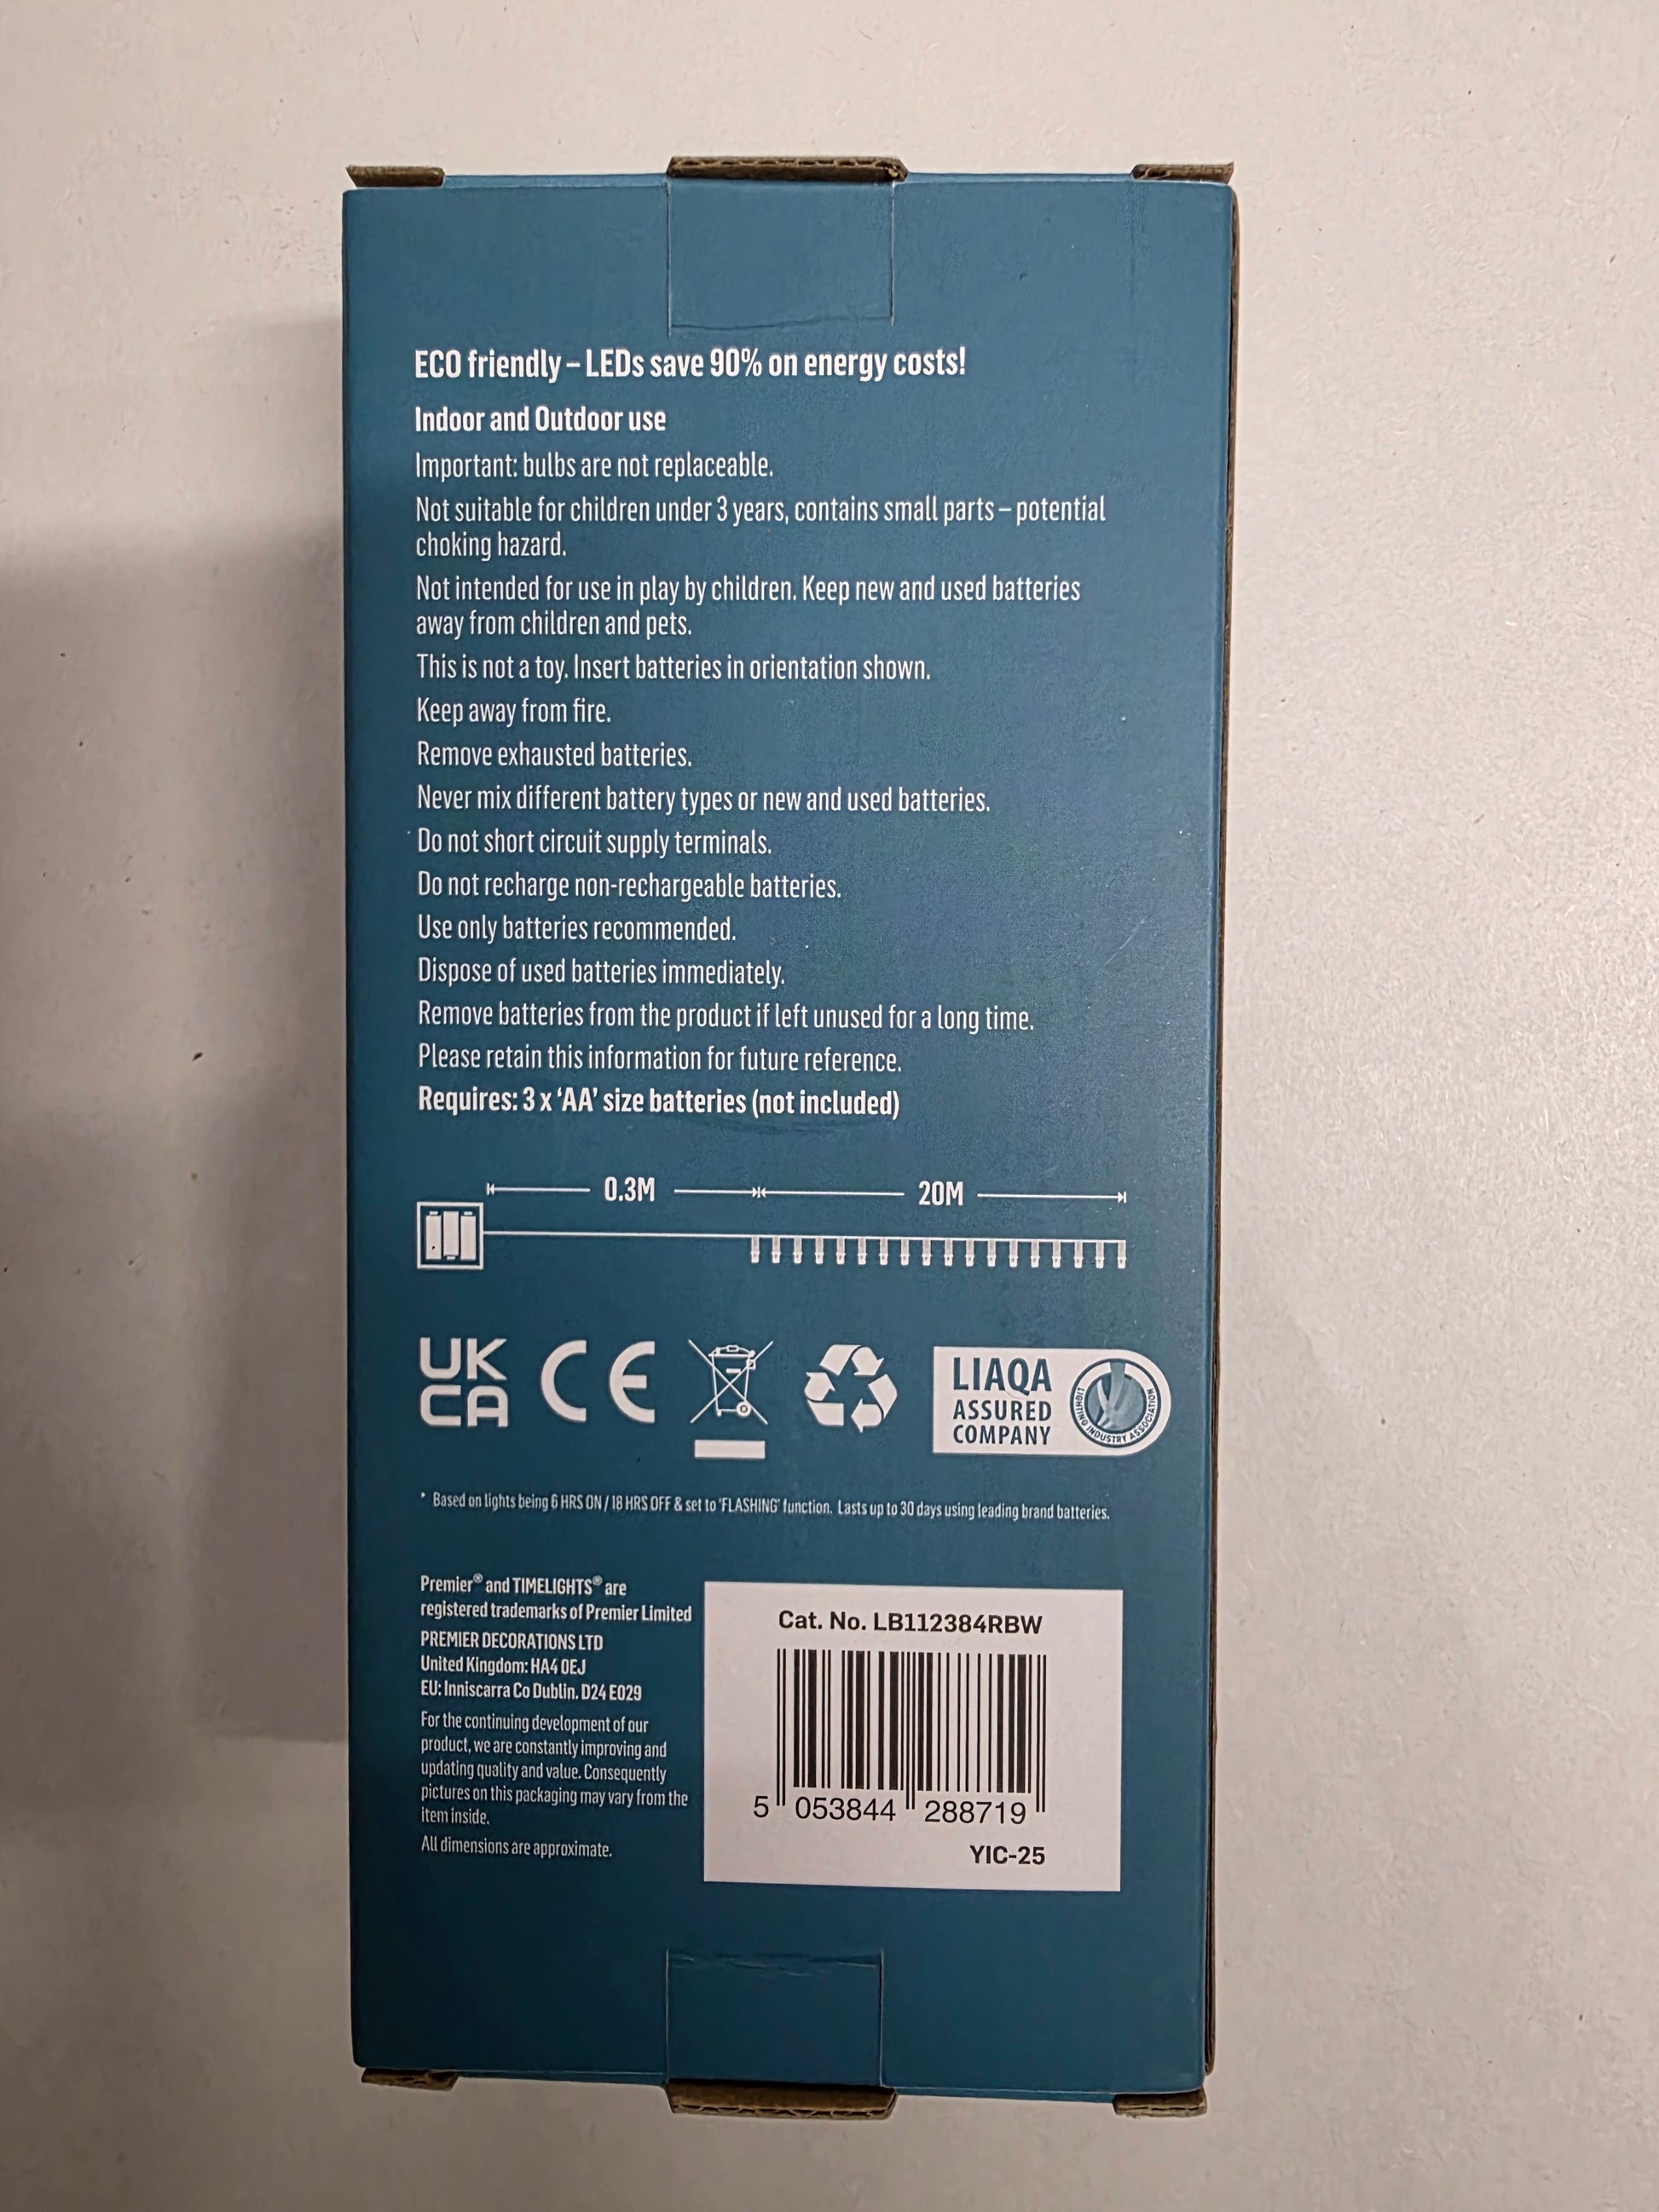 ECO friendly – LEDs save 90% on energy costs!
Indoor and Outdoor use
Important: bulbs are not replaceable.
Not suitable for children under 3 years, contains small parts – potential
choking hazard.
Not intended for use in play by children. Keep new and used batteries
away from children and pets.
This is not a toy. Insert batteries in orientation shown.
Keep away from fire.
Remove exhausted batteries.
Never mix different battery types or new and used batteries.
Do not short circuit supply terminals.
Do not recharge non-rechargeable batteries.
Use only batteries recommended.
Dispose of used batteries immediately.
Remove batteries from the product if left unused for a long time.
Please retain this information for future reference.
Requires: 3 x ‘AA’ size batteries (not included)
0.3M 20M
UK
CA
CE
LIAQA
ASSURED
COMPANY
LIGHTING INDUSTRY ASSOCIATION
* Based on lights being 6 HRS ON / 18 HRS OFF & set to ‘FLASHING’ function. Lasts up to 30 days using leading brand batteries.
Premier® and TIMELIGHTS® are
registered trademarks of Premier Limited
PREMIER DECORATIONS LTD
United Kingdom: HA4 0EJ
EU: Inniscarra Co Dublin. D24 E029
For the continuing development of our
product, we are constantly improving and
updating quality and value. Consequently
pictures on this packaging may vary from the
item inside.
All dimensions are approximate.
Cat. No. LB112384RBW
5 053844 288719
YIC-25